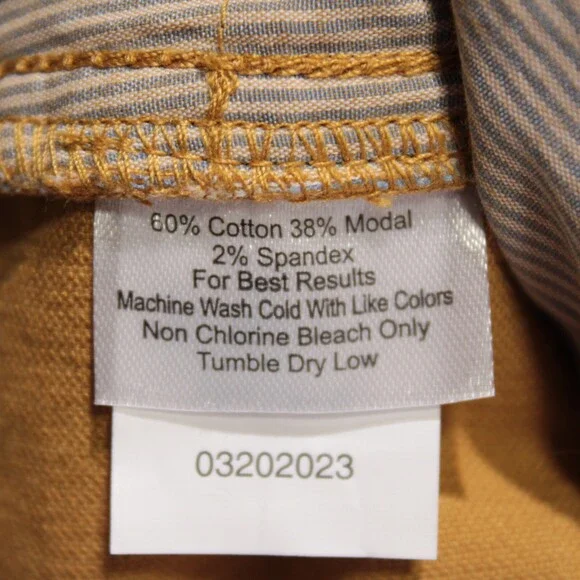 60% Cotton 38% Modal
2% Spandex
For Best Results
Machine Wash Cold With Like Colors
Non Chlorine Bleach Only
Tumble Dry Low
03202023